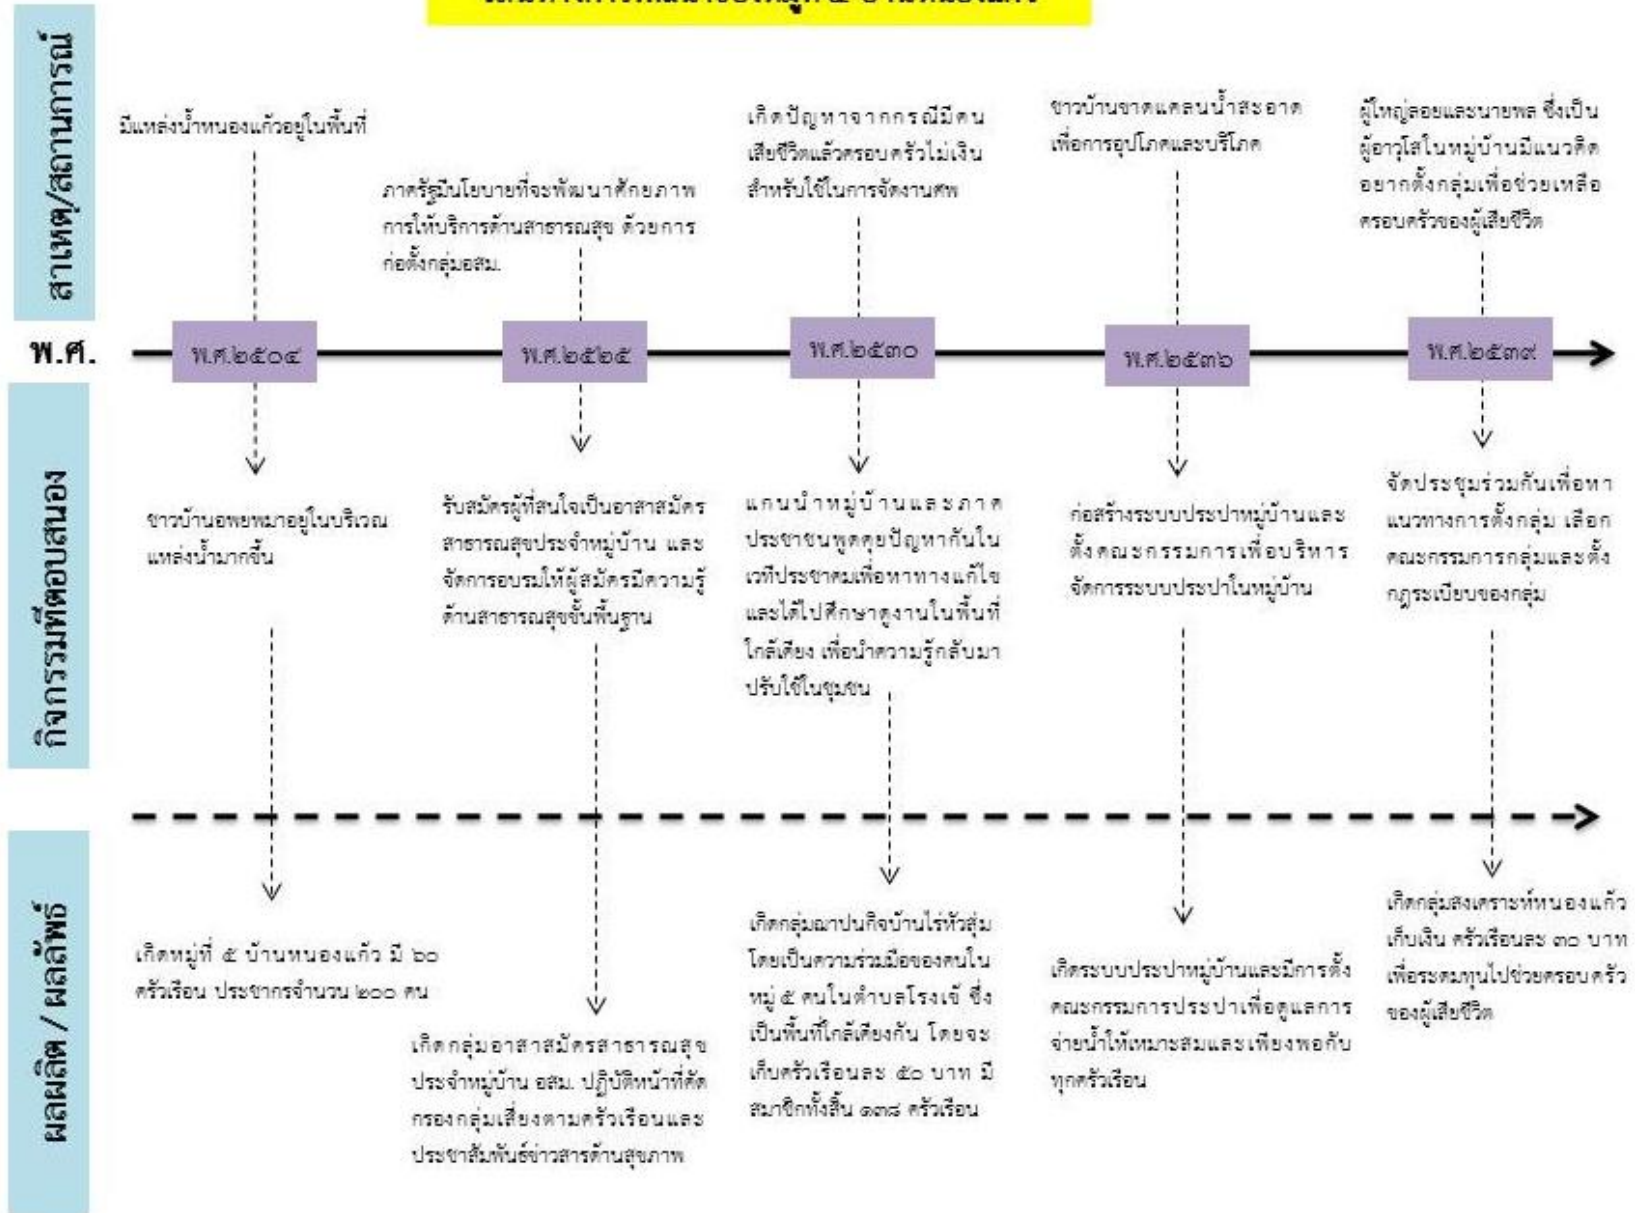 สาเหตุ/สถานการณ์
มีแหล่งน้ำหนองแก้วอยู่ในพื้นที่
ภาครัฐมีนโยบายที่จะพัฒนาศักยภาพ
การให้บริการด้านสาธารณสุข ด้วยการ
ก่อตั้งกลุ่มอสม.
เกิดปัญหาจากกรณีมีคน
เสียชีวิตแล้วครอบครัวไม่เงิน
สำหรับใช้ในการจัดงานศพ
ชาวบ้านขาดแคลนน้ำสะอาด
เพื่อการอุปโภคและบริโภค
ผู้ใหญ่ลอยและนายพล ซึ่งเป็น
ผู้อาวุโสในหมู่บ้านมีแนวคิด
อยากตั้งกลุ่มเพื่อช่วยเหลือ
ครอบครัวของผู้เสียชีวิต
พ.ศ.
พ.ศ.๒๕๐๔
พ.ศ.๒๕๒๕
พ.ศ.๒๕๓๐
พ.ศ.๒๕๓๖
พ.ศ.๒๕๓๙
กิจกรรมที่ตอบสนอง
ชาวบ้านอพยพมาอยู่ในบริเวณ
แหล่งน้ำมากขึ้น
รับสมัครผู้ที่สนใจเป็นอาสาสมัคร
สาธารณสุขประจำหมู่บ้าน และ
จัดการอบรมให้ผู้สมัครมีความรู้
ด้านสาธารณสุขขั้นพื้นฐาน
แกนนำหมู่บ้านและภาค
ประชาชนพูดคุยปัญหากันใน
เวทีประชาคมเพื่อหาทางแก้ไข
และได้ไปศึกษาดูงานในพื้นที่
ใกล้เคียง เพื่อนำความรู้กลับมา
ปรับใช้ในชุมชน
ก่อสร้างระบบประปาหมู่บ้านและ
ตั้งคณะกรรมการเพื่อบริหาร
จัดการระบบประปาในหมู่บ้าน
จัดประชุมร่วมกันเพื่อหา
แนวทางการตั้งกลุ่ม เลือก
คณะกรรมการกลุ่มและตั้ง
กฎระเบียบของกลุ่ม
ผลผลิต / ผลลัพธ์
เกิดหมู่ที่ ๕ บ้านหนองแก้ว มี ๖๐
ครัวเรือน ประชากรจำนวน ๒๐๐ คน
เกิดกลุ่มอาสาสมัครสาธารณสุข
ประจำหมู่บ้าน อสม. ปฏิบัติหน้าที่คัด
กรองกลุ่มเสี่ยงตามครัวเรือนและ
ประชาสัมพันธ์ข่าวสารด้านสุขภาพ
เกิดกลุ่มฌาปนกิจบ้านไร่หัวสุ่ม
โดยเป็นความร่วมมือของคนใน
หมู่ ๕ คนในตำบลโรงเข้ ซึ่ง
เป็นพื้นที่ใกล้เคียงกัน โดยจะ
เก็บครัวเรือนละ ๕๐ บาท มี
สมาชิกทั้งสิ้น ๑๓๘ ครัวเรือน
เกิดระบบประปาหมู่บ้านและมีการตั้ง
คณะกรรมการประปาเพื่อดูแลการ
จ่ายน้ำให้เหมาะสมและเพียงพอกับ
ทุกครัวเรือน
เกิดกลุ่มสงเคราะห์หนองแก้ว
เก็บเงิน ครัวเรือนละ ๓๐ บาท
เพื่อระดมทุนไปช่วยครอบครัว
ของผู้เสียชีวิต